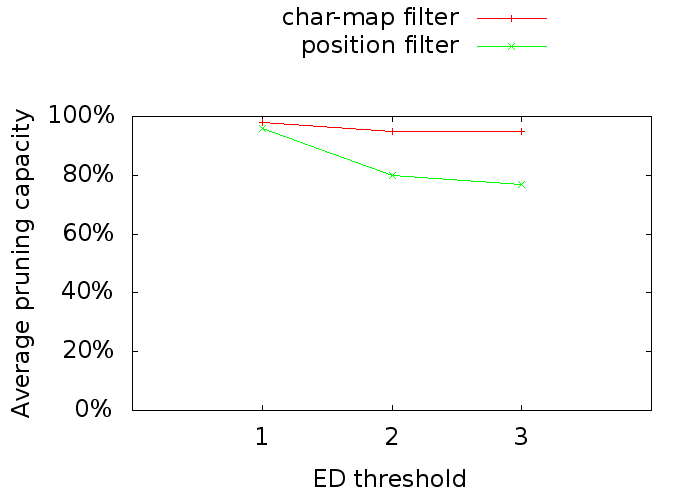 char-map filter
position filter
Average pruning capacity
100%
80%
60%
40%
20%
0%
1 2 3
ED threshold